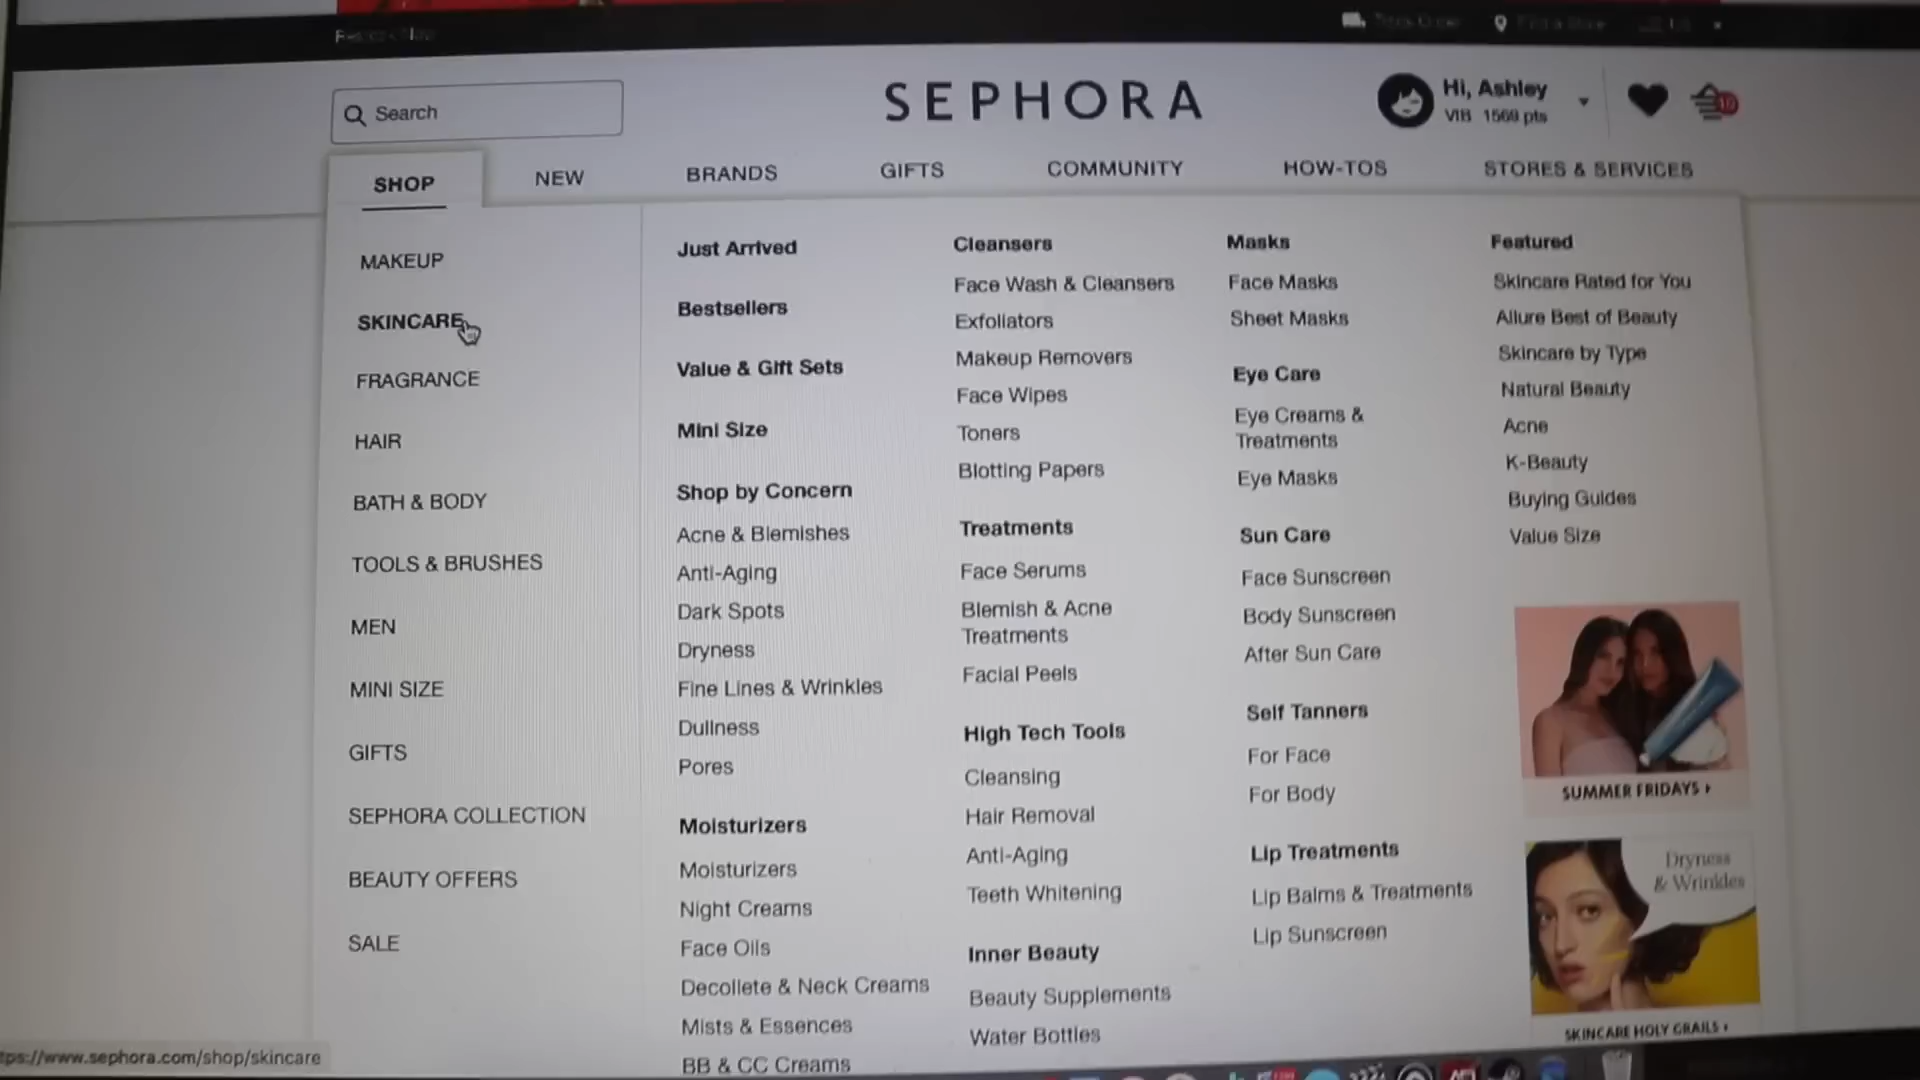 Search
SEPHORA
Hi, Ashley
VIB 1569 pts
10
SHOP
NEW
BRANDS
GIFTS
COMMUNITY
HOW-TOS
STORES & SERVICES
MAKEUP
SKINCARE
FRAGRANCE
HAIR
BATH & BODY
TOOLS & BRUSHES
MEN
MINI SIZE
GIFTS
SEPHORA COLLECTION
BEAUTY OFFERS
SALE
Just Arrived
Bestsellers
Value & Gift Sets
Mini Size
Shop by Concern
Acne & Blemishes
Anti-Aging
Dark Spots
Dryness
Fine Lines & Wrinkles
Dullness
Pores
Moisturizers
Moisturizers
Night Creams
Face Oils
Decollete & Neck Creams
Mists & Essences
BB & CC Creams
Cleansers
Face Wash & Cleansers
Exfoliators
Makeup Removers
Face Wipes
Toners
Blotting Papers
Treatments
Face Serums
Blemish & Acne
Treatments
Facial Peels
High Tech Tools
Cleansing
Hair Removal
Anti-Aging
Teeth Whitening
Inner Beauty
Beauty Supplements
Water Bottles
Masks
Face Masks
Sheet Masks
Eye Care
Eye Creams &
Treatments
Eye Masks
Sun Care
Face Sunscreen
Body Sunscreen
After Sun Care
Self Tanners
For Face
For Body
Lip Treatments
Lip Balms & Treatments
Lip Sunscreen
Featured
Skincare Rated for You
Allure Best of Beauty
Skincare by Type
Natural Beauty
Acne
K-Beauty
Buying Guides
Value Size
SUMMER FRIDAYS ›
Dryness
& Wrinkles
SKINCARE HOLY GRAILS ›
tps://www.sephora.com/shop/skincare